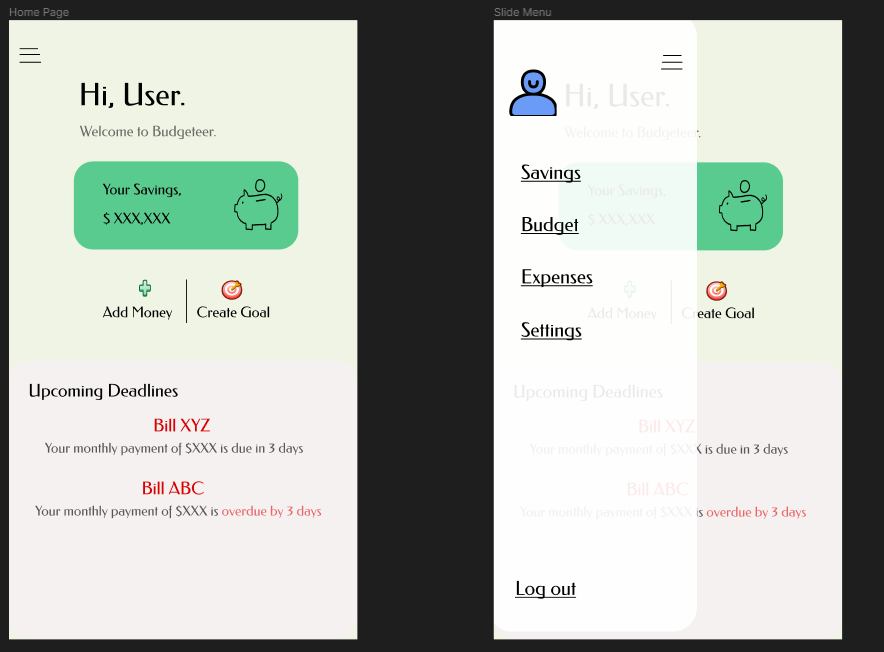 Home Page
Hi, User.
Welcome to Budgeteer.
Your Savings,
$ XXX,XXX
Add Money
Create Goal
Upcoming Deadlines
Bill XYZ
Your monthly payment of $XXX is due in 3 days
Bill ABC
Your monthly payment of $XXX is overdue by 3 days
Slide Menu
Hi, User.
Welcome to Budgeteer.
Savings
Your Savings,
$ XXX,XXX
Budget
Expenses
Add Money
Create Goal
Settings
Upcoming Deadlines
Bill XYZ
Your monthly payment of $XXX is due in 3 days
Bill ABC
Your monthly payment of $XXX is overdue by 3 days
Log out